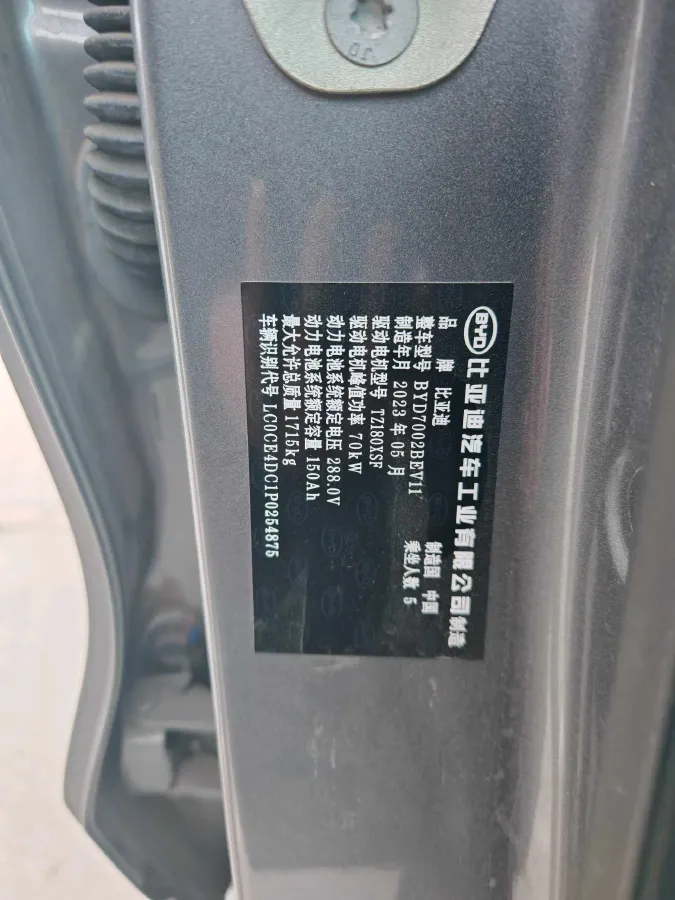 JD
BYD 比亚迪汽车工业有限公司 制造
品牌 比亚迪 制造国 中国
整车型号 BYD7002BEV11 乘坐人数 5
制造年月 2023 年 05 月
驱动电机型号 TZ180XSF
驱动电机峰值功率 70kW
动力电池系统额定电压 288.0V
动力电池系统额定容量 150Ah
最大允许总质量 1715kg
车辆识别代号 LC0CE4DC1P0254875